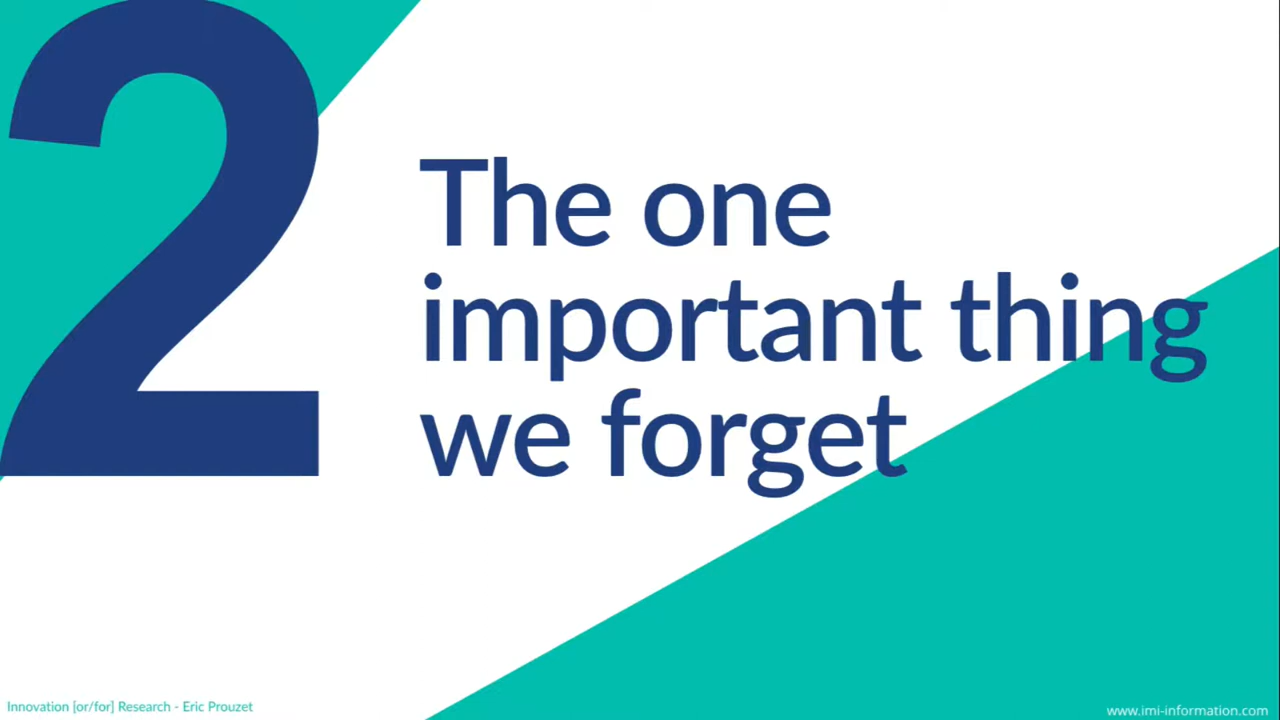 2
The one
important thing
we forget
Innovation [or/for] Research - Eric Prouzet
www.imi-information.com